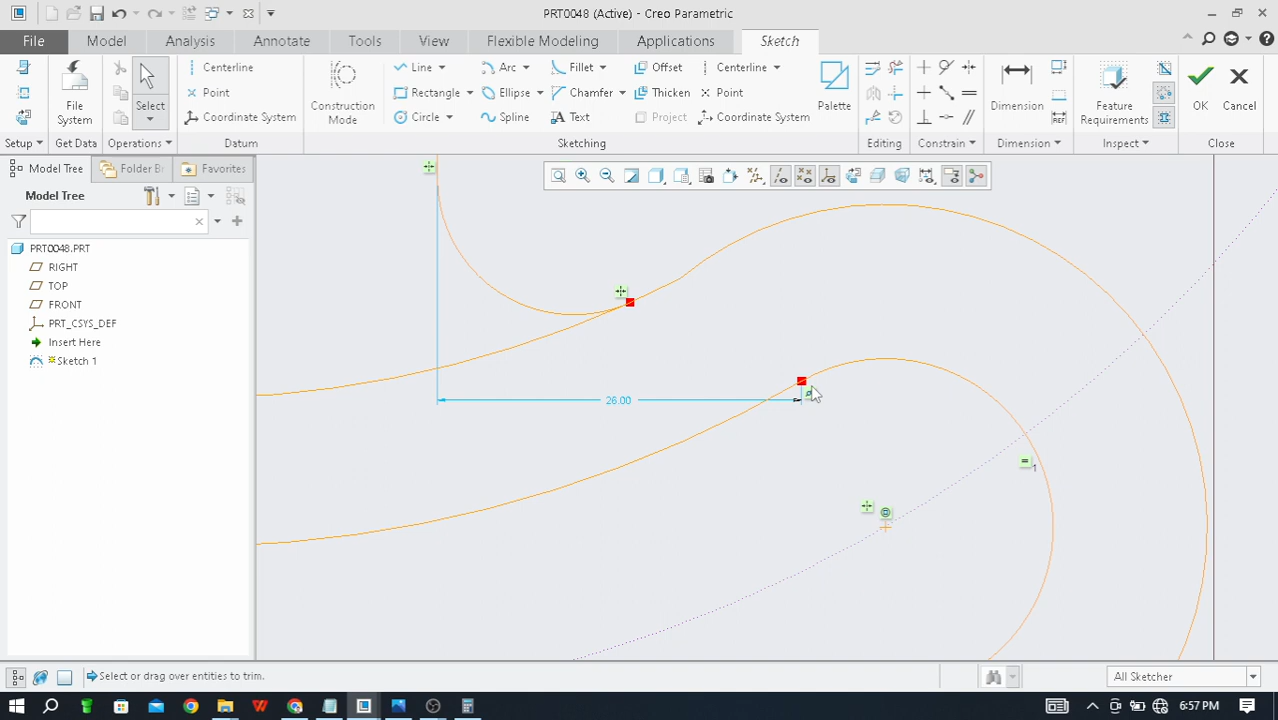 PRT0048 (Active) - Creo Parametric
File Model Analysis Annotate Tools View Flexible Modeling Applications Sketch
File System
Select
Centerline
Point
Coordinate System
Construction Mode
Line Arc Fillet Offset Centerline
Rectangle Ellipse Chamfer Thicken Point
Circle Spline Text Project Coordinate System
Palette
Dimension
Feature Requirements
OK Cancel
Setup Get Data Operations Datum Sketching Editing Constrain Dimension Inspect Close
Model Tree Folder B Favorites
Model Tree
PRT0048.PRT
RIGHT
TOP
FRONT
PRT_CSYS_DEF
Insert Here
Sketch 1
26.00
1
Select or drag over entities to trim.
All Sketcher
6:57 PM